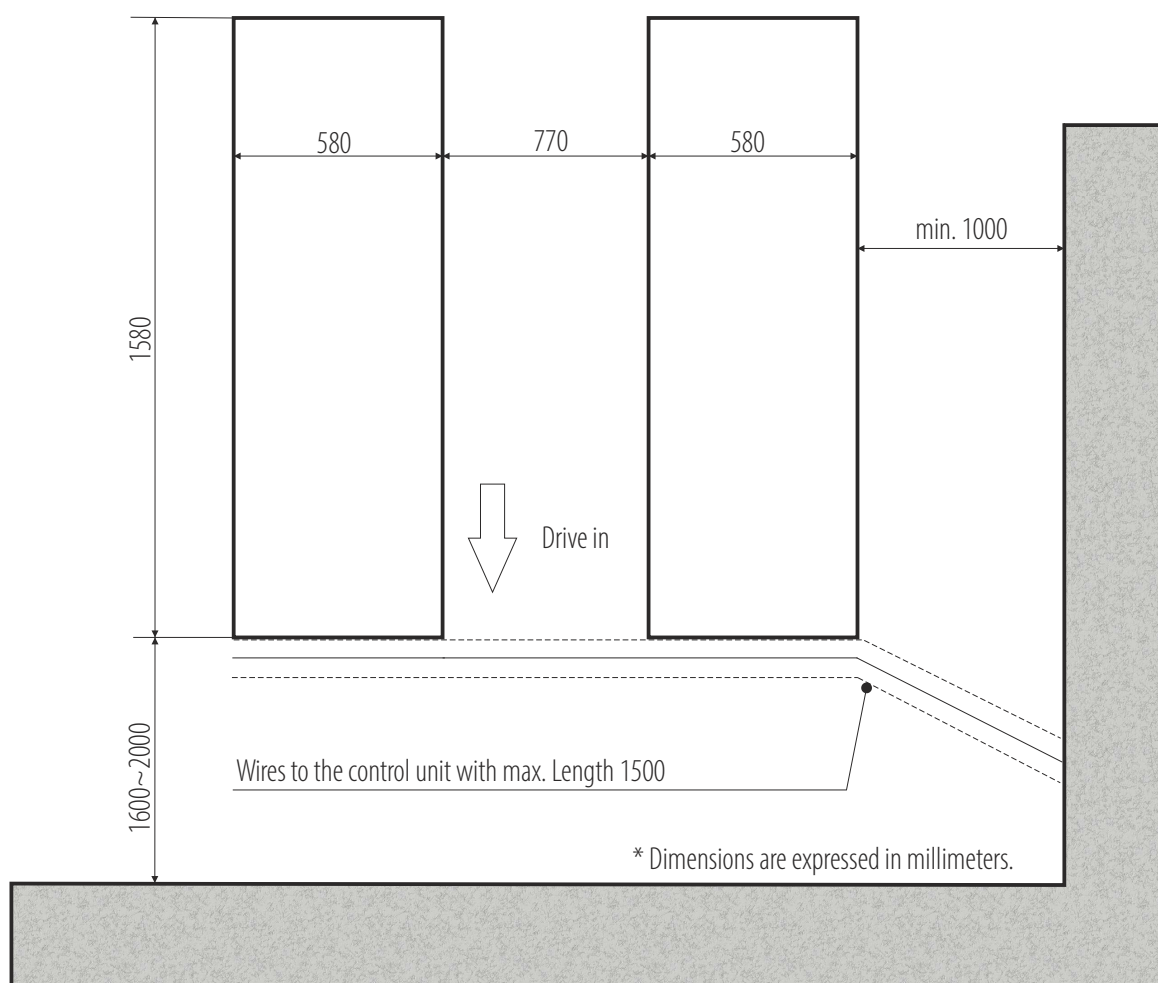 580
770
580
min. 1000
1580
Drive in
1600~2000
Wires to the control unit with max. Length 1500
* Dimensions are expressed in millimeters.